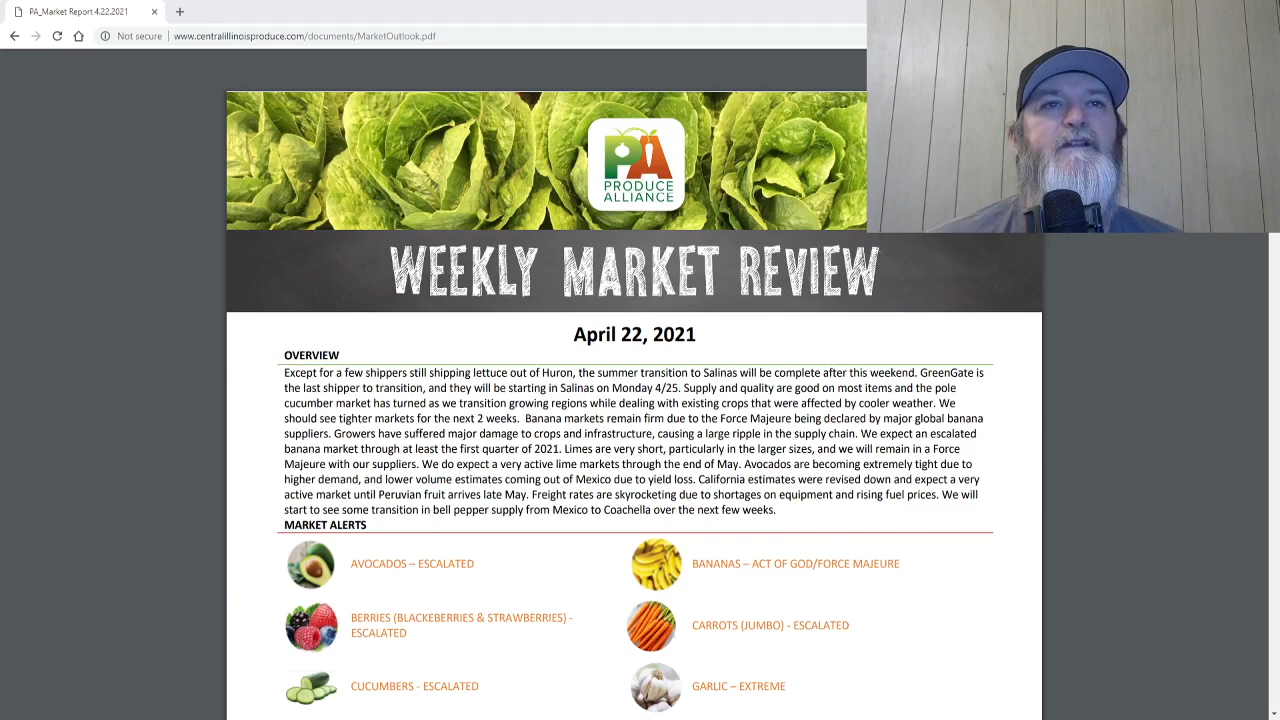 PA_Market Report 4.22.2021
Not secure
www.centralillinoisproduce.com/documents/MarketOutlook.pdf
PA
PRODUCE
ALLIANCE
WEEKLY MARKET REVIEW
April 22, 2021
OVERVIEW
Except for a few shippers still shipping lettuce out of Huron, the summer transition to Salinas will be complete after this weekend. GreenGate is
the last shipper to transition, and they will be starting in Salinas on Monday 4/25. Supply and quality are good on most items and the pole
cucumber market has turned as we transition growing regions while dealing with existing crops that were affected by cooler weather. We
should see tighter markets for the next 2 weeks. Banana markets remain firm due to the Force Majeure being declared by major global banana
suppliers. Growers have suffered major damage to crops and infrastructure, causing a large ripple in the supply chain. We expect an escalated
banana market through at least the first quarter of 2021. Limes are very short, particularly in the larger sizes, and we will remain in a Force
Majeure with our suppliers. We do expect a very active lime markets through the end of May. Avocados are becoming extremely tight due to
higher demand, and lower volume estimates coming out of Mexico due to yield loss. California estimates were revised down and expect a very
active market until Peruvian fruit arrives late May. Freight rates are skyrocketing due to shortages on equipment and rising fuel prices. We will
start to see some transition in bell pepper supply from Mexico to Coachella over the next few weeks.
MARKET ALERTS
AVOCADOS – ESCALATED
BANANAS – ACT OF GOD/FORCE MAJEURE
BERRIES (BLACKEBERRIES & STRAWBERRIES) -
ESCALATED
CARROTS (JUMBO) - ESCALATED
CUCUMBERS - ESCALATED
GARLIC – EXTREME